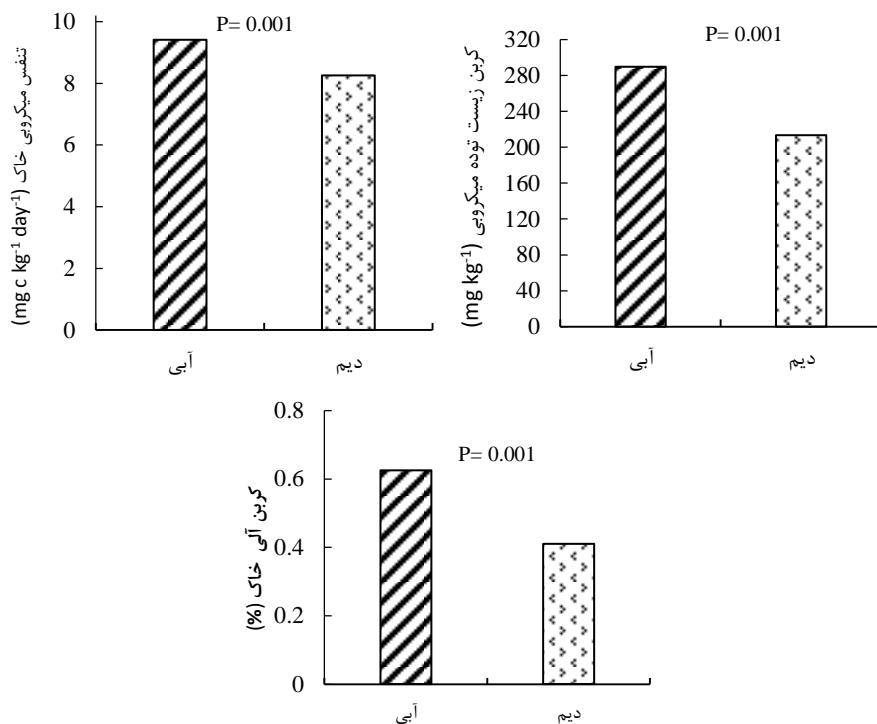 تنفس میکروبی خاک (mg c kg⁻¹ day⁻¹)
P= 0.001
10
8
6
4
2
0
آبی
دیم
کربن زیست توده میکروبی (mg kg⁻¹)
P= 0.001
320
280
240
200
160
120
80
40
0
آبی
دیم
کربن آلی خاک (%)
P= 0.001
0.8
0.6
0.4
0.2
0
آبی
دیم